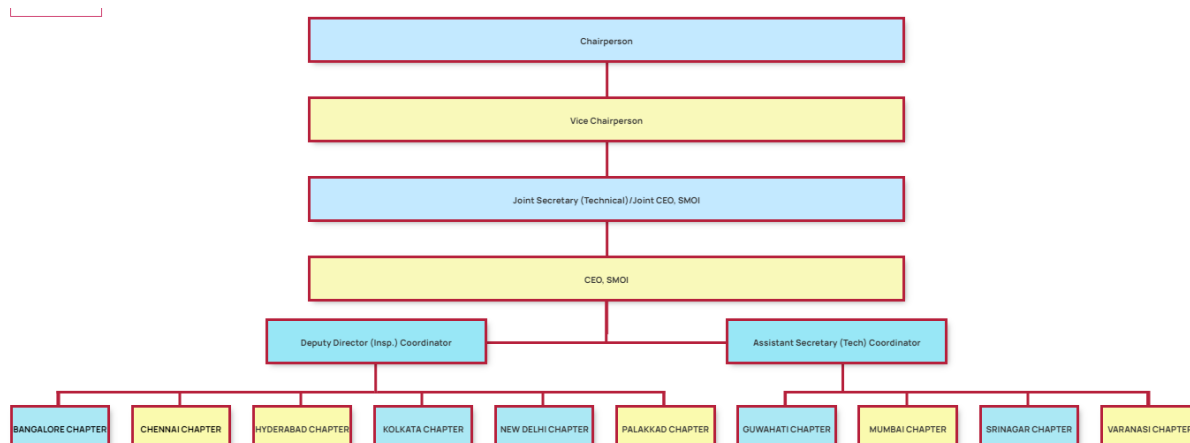 Chairperson
Vice Chairperson
Joint Secretary (Technical)/Joint CEO, SMOI
CEO, SMOI
Deputy Director (Insp.) Coordinator
Assistant Secretary (Tech) Coordinator
BANGALORE CHAPTER
CHENNAI CHAPTER
HYDERABAD CHAPTER
KOLKATA CHAPTER
NEW DELHI CHAPTER
PALAKKAD CHAPTER
GUWAHATI CHAPTER
MUMBAI CHAPTER
SRINAGAR CHAPTER
VARANASI CHAPTER